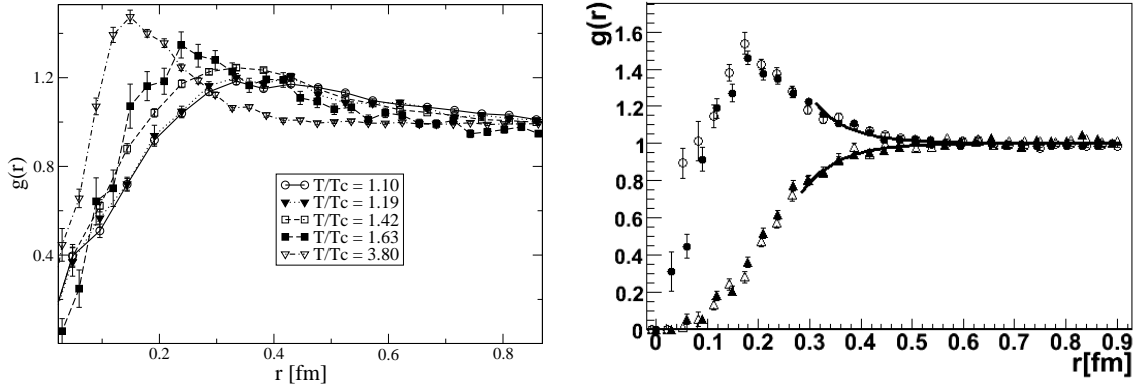 g(r)
1.2
0.8
0.4
0.2
0.4
0.6
0.8
r [fm]
T/Tc = 1.10
T/Tc = 1.19
T/Tc = 1.42
T/Tc = 1.63
T/Tc = 3.80
g(r)
1.6
1.4
1.2
1.0
0.8
0.6
0.4
0.2
0
0 0.1 0.2 0.3 0.4 0.5 0.6 0.7 0.8 0.9
r[fm]